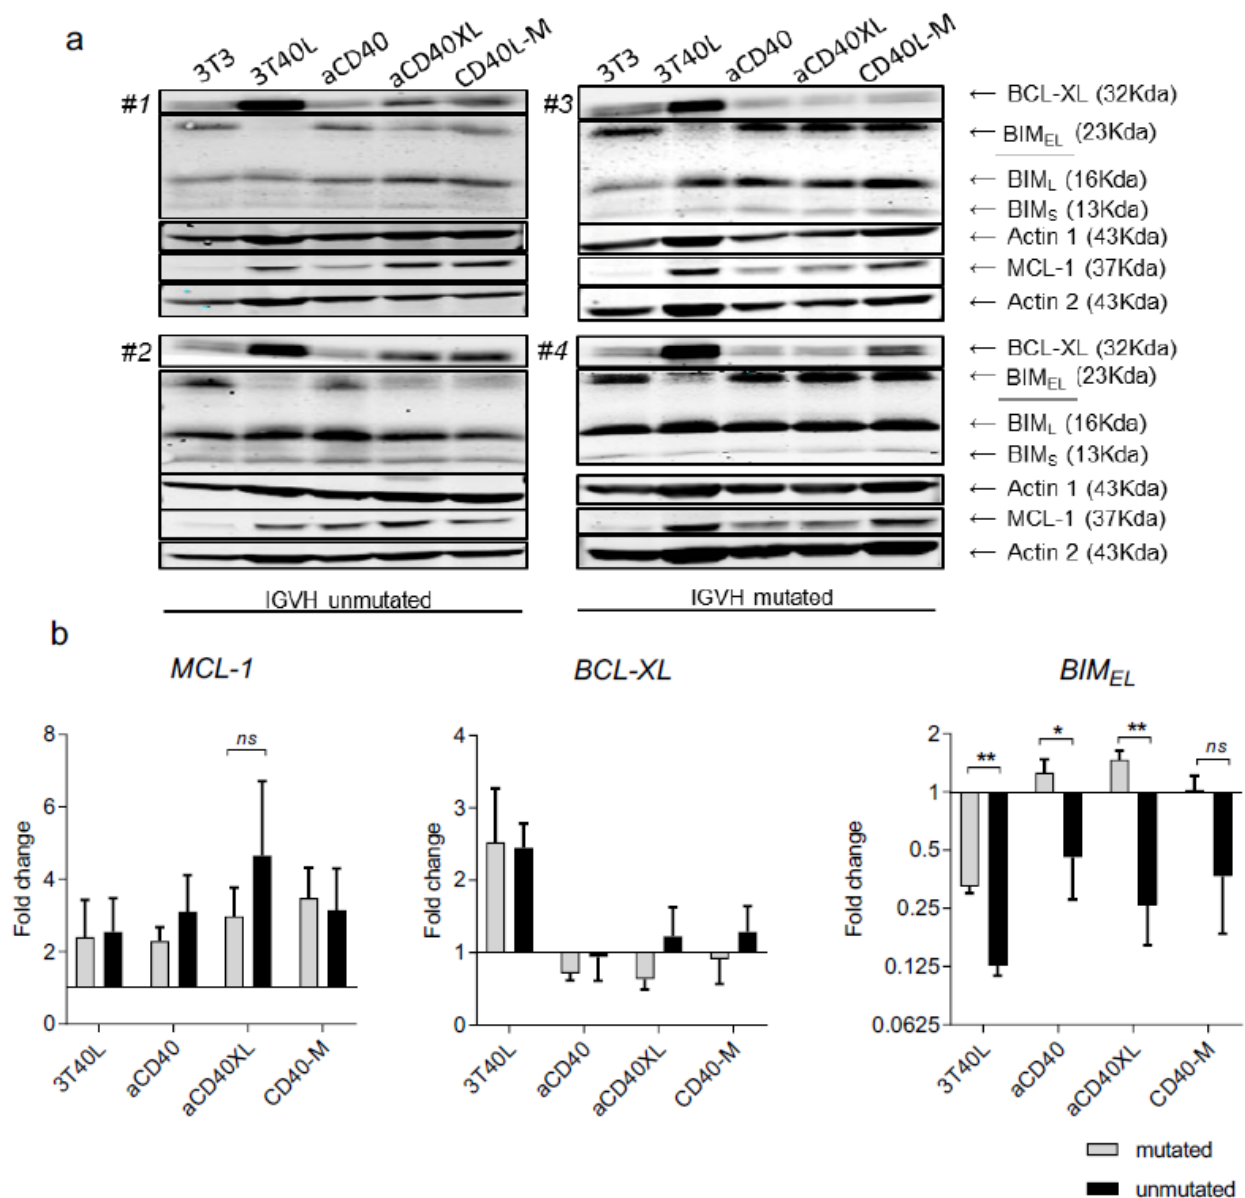 a
3T3 3T40L aCD40 aCD40XL CD40L-M
3T3 3T40L aCD40 aCD40XL CD40L-M
#1
#3
← BCL-XL (32Kda)
← BIMEL (23Kda)
← BIML (16Kda)
← BIMS (13Kda)
← Actin 1 (43Kda)
← MCL-1 (37Kda)
← Actin 2 (43Kda)
#2
#4
← BCL-XL (32Kda)
← BIMEL (23Kda)
← BIML (16Kda)
← BIMS (13Kda)
← Actin 1 (43Kda)
← MCL-1 (37Kda)
← Actin 2 (43Kda)
IGVH unmutated
IGVH mutated
b
MCL-1
Fold change
8
6
4
2
0
ns
3T40L
aCD40
aCD40XL
CD40-M
BCL-XL
Fold change
4
3
2
1
0
3T40L
aCD40
aCD40XL
CD40-M
BIMEL
Fold change
2
1
0.5
0.25
0.125
0.0625
**
*
**
ns
3T40L
aCD40
aCD40XL
CD40-M
mutated
unmutated